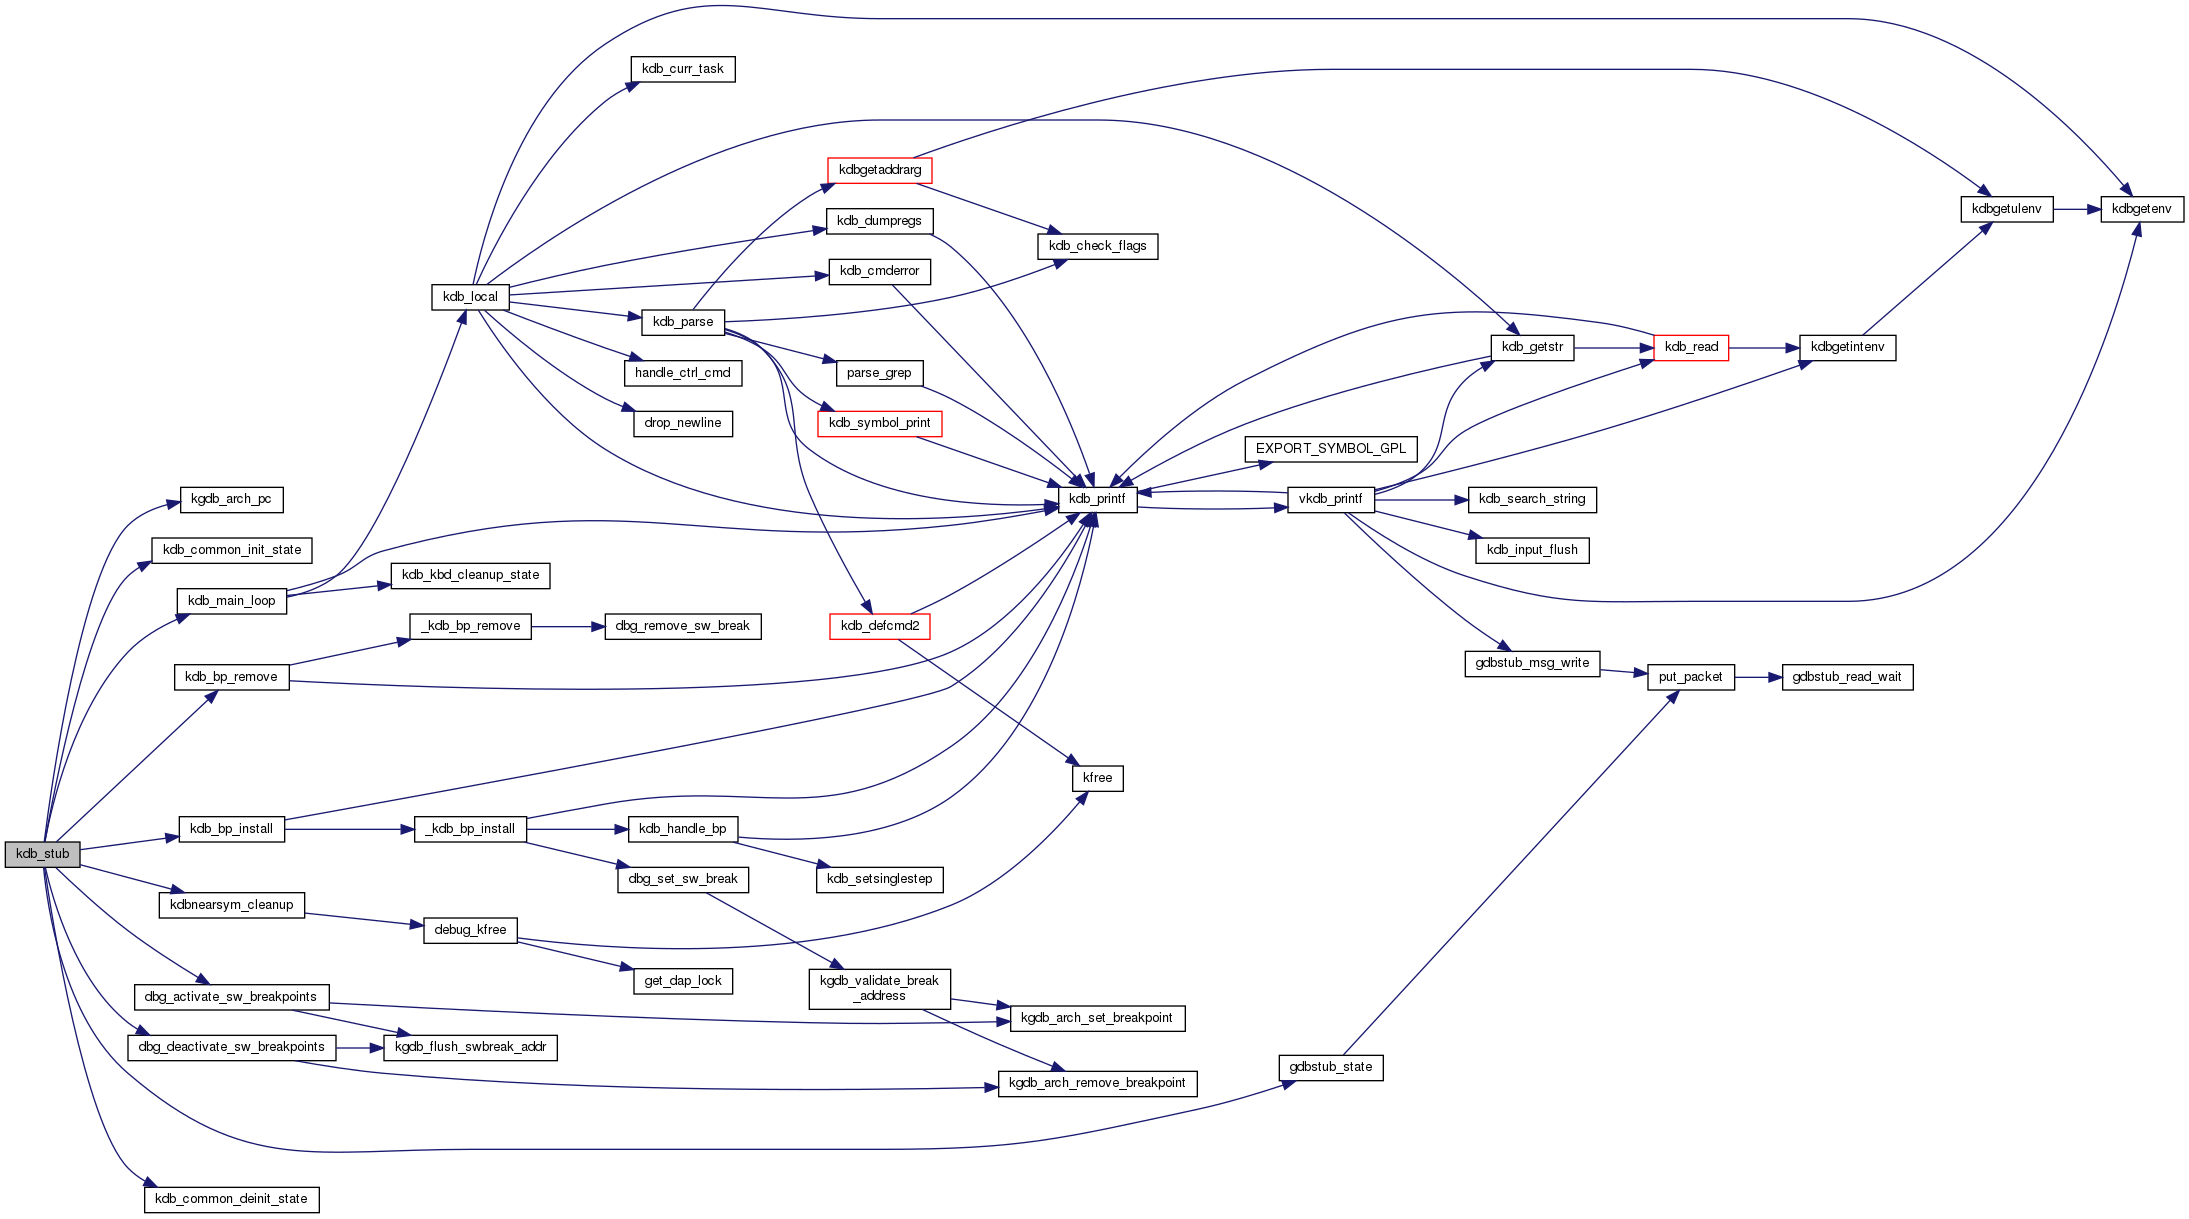 kdb_curr_task
kdbgetaddrarg
kdbgetulenv
kdbgetenv
kdb_dumpregs
kdb_check_flags
kdb_cmderror
kdb_local
kdb_parse
kdb_getstr
kdb_read
kdbgetintenv
handle_ctrl_cmd
parse_grep
drop_newline
kdb_symbol_print
EXPORT_SYMBOL_GPL
kgdb_arch_pc
kdb_printf
vkdb_printf
kdb_search_string
kdb_common_init_state
kdb_input_flush
kdb_kbd_cleanup_state
kdb_main_loop
_kdb_bp_remove
dbg_remove_sw_break
kdb_defcmd2
kdb_bp_remove
gdbstub_msg_write
put_packet
gdbstub_read_wait
kfree
kdb_bp_install
_kdb_bp_install
kdb_handle_bp
kdb_stub
dbg_set_sw_break
kdb_setsinglestep
kdbnearsym_cleanup
debug_kfree
get_dap_lock
kgdb_validate_break
_address
dbg_activate_sw_breakpoints
kgdb_arch_set_breakpoint
dbg_deactivate_sw_breakpoints
kgdb_flush_swbreak_addr
gdbstub_state
kgdb_arch_remove_breakpoint
kdb_common_deinit_state